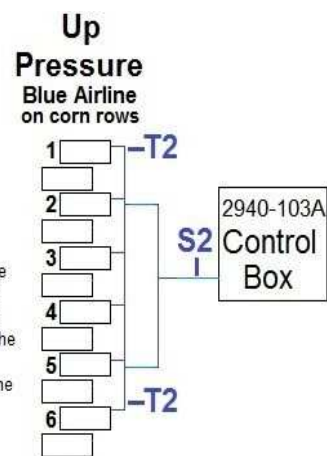 Up
Pressure
Blue Airline
on corn rows
1
–T2
2
3
4
5
6
–T2
S2
2940-103A
Control
Box
he